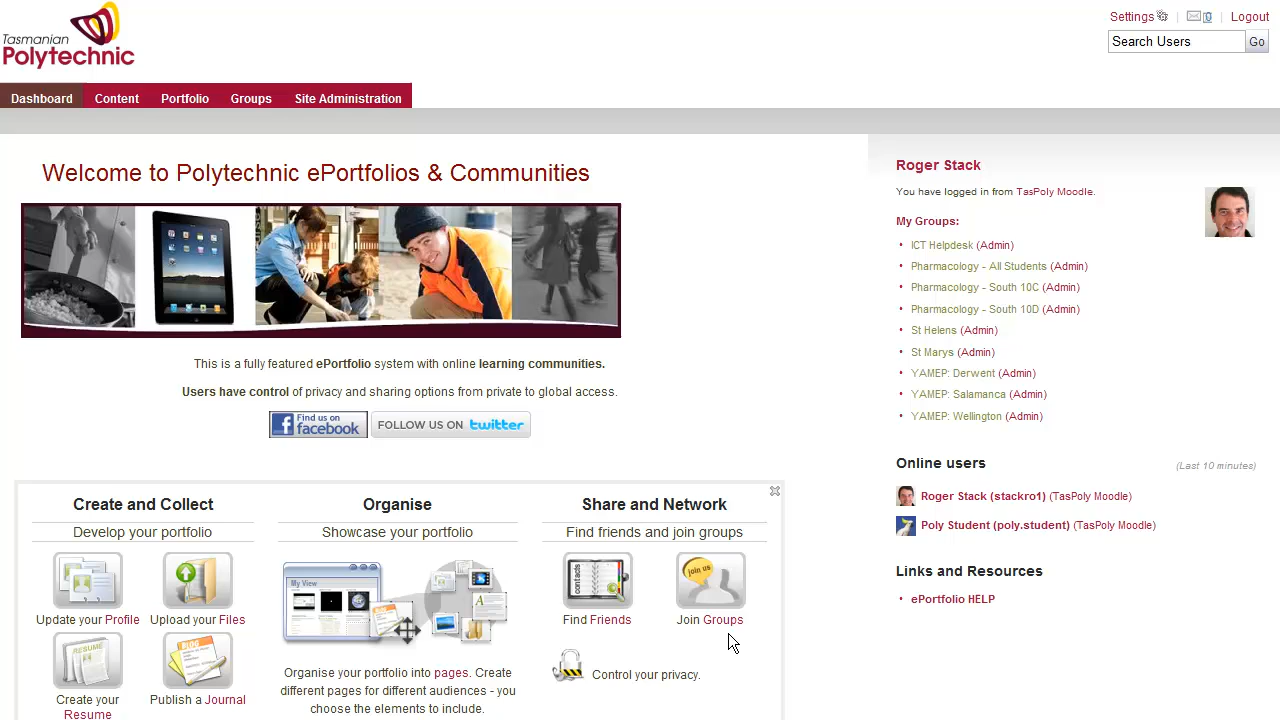 Tasmanian
Polytechnic
Settings
Logout
Search Users
Go
Dashboard
Content
Portfolio
Groups
Site Administration
Welcome to Polytechnic ePortfolios & Communities
This is a fully featured ePortfolio system with online learning communities.
Users have control of privacy and sharing options from private to global access.
Find us on
facebook
FOLLOW US ON twitter
Create and Collect
Develop your portfolio
Update your Profile
Upload your Files
RESUME
BLOG
Create your
Resume
Publish a Journal
Organise
Showcase your portfolio
My View
Organise your portfolio into pages. Create
different pages for different audiences - you
choose the elements to include.
Share and Network
Find friends and join groups
contacts
join us
Find Friends
Join Groups
Control your privacy.
Roger Stack
You have logged in from TasPoly Moodle.
My Groups:
• ICT Helpdesk (Admin)
• Pharmacology - All Students (Admin)
• Pharmacology - South 10C (Admin)
• Pharmacology - South 10D (Admin)
• St Helens (Admin)
• St Marys (Admin)
• YAMEP: Derwent (Admin)
• YAMEP: Salamanca (Admin)
• YAMEP: Wellington (Admin)
Online users
(Last 10 minutes)
Roger Stack (stackro1) (TasPoly Moodle)
Poly Student (poly.student) (TasPoly Moodle)
Links and Resources
• ePortfolio HELP